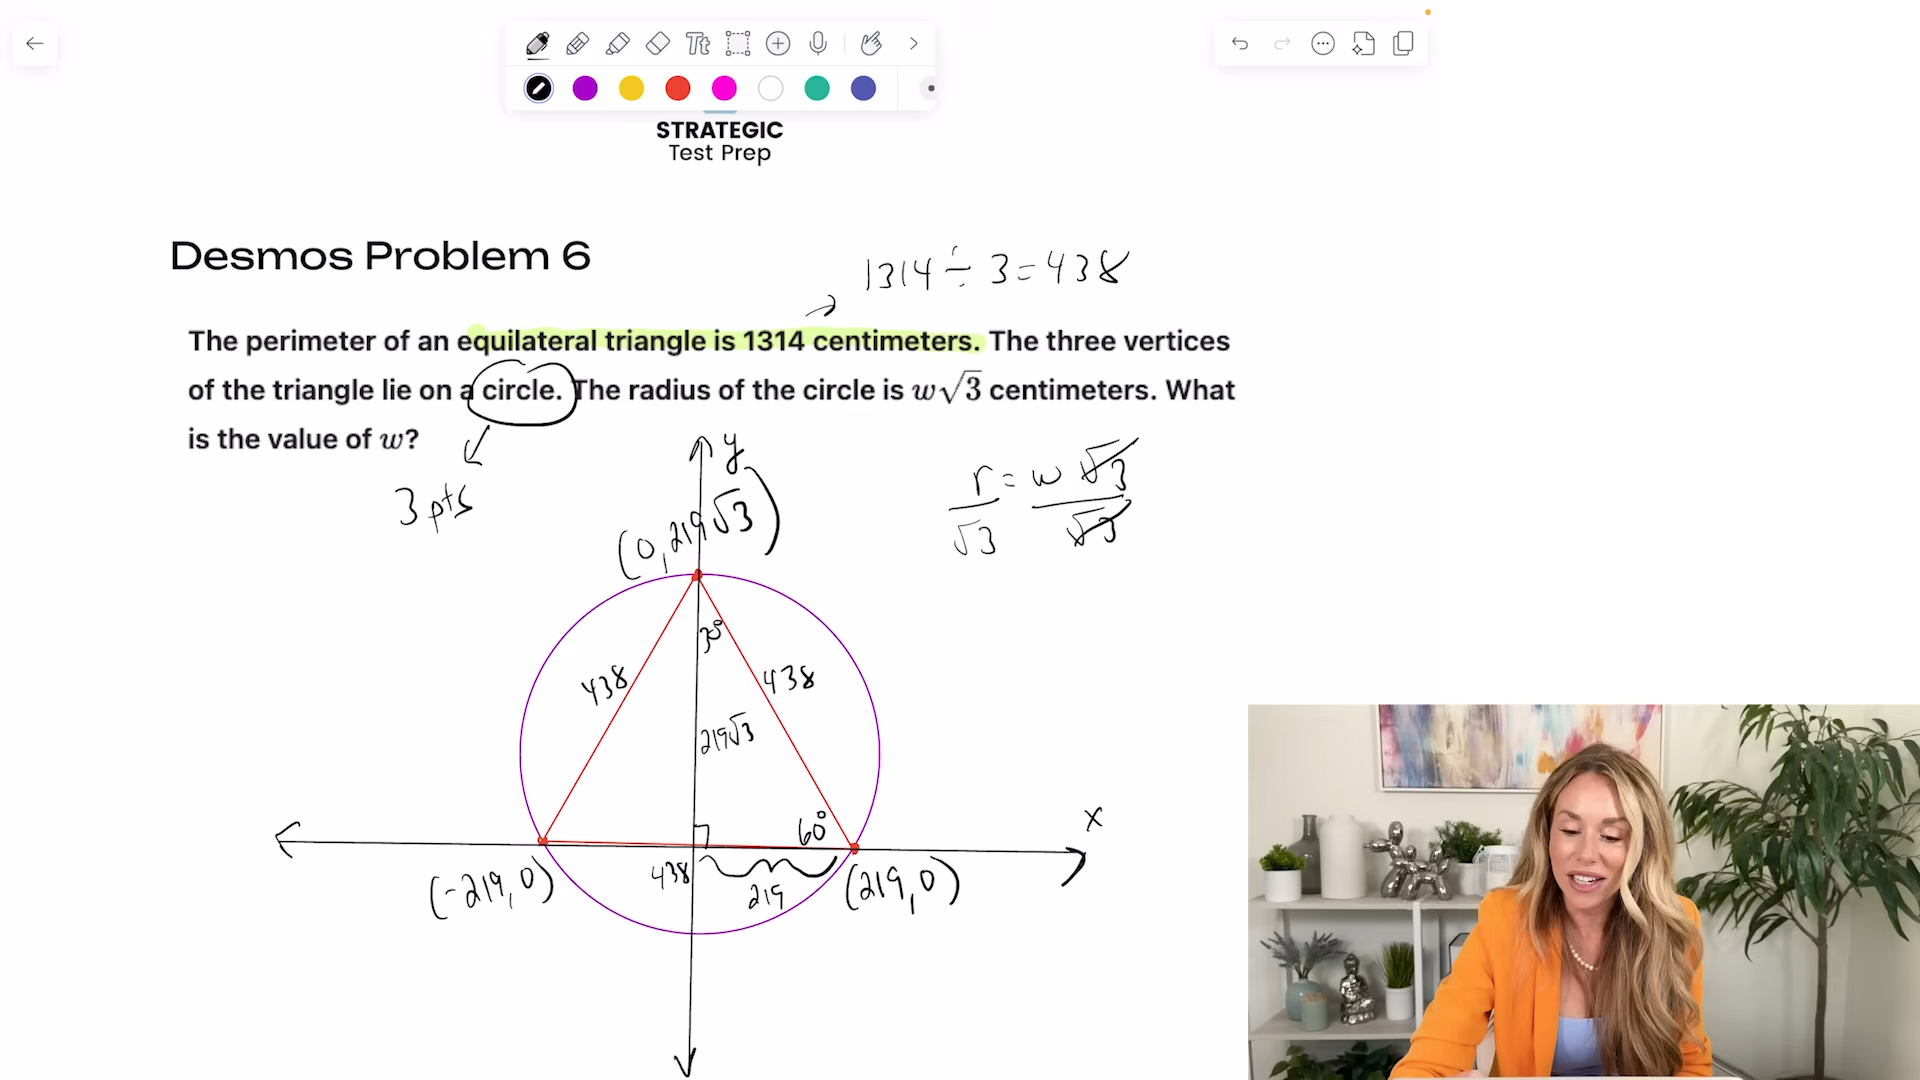 Tt
STRATEGIC
Test Prep
Desmos Problem 6
1314 ÷ 3 = 438
The perimeter of an equilateral triangle is 1314 centimeters. The three vertices
of the triangle lie on a circle. The radius of the circle is w√3 centimeters. What
is the value of w?
3 pts
y
(0, 219√3)
r = w √3
√3 √3
30°
438
438
219√3
60°
x
(-219, 0)
438
219
(219, 0)